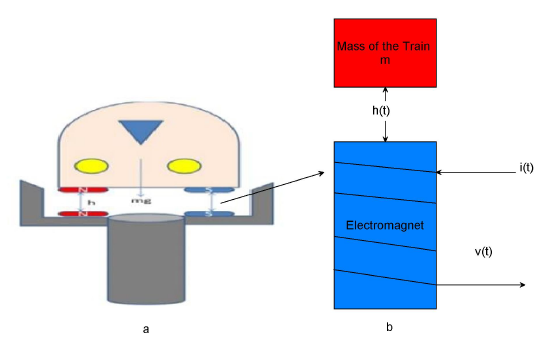 Mass of the Train
m
h(t)
i(t)
Electromagnet
v(t)
N
S
h
mg
N
S
a
b